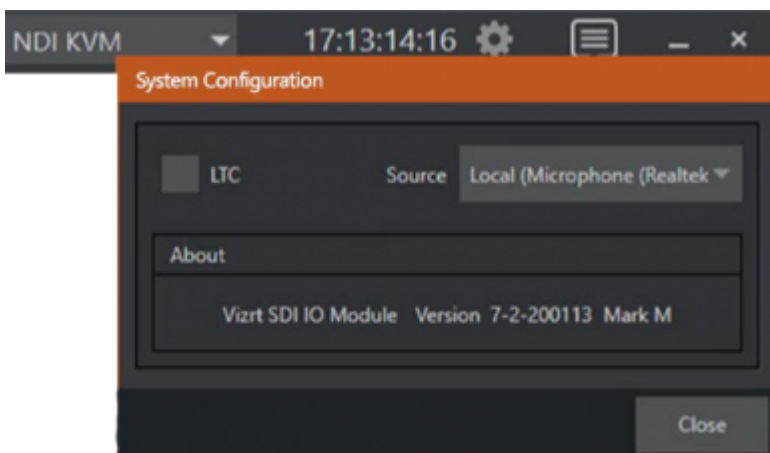 NDI KVM 17:13:14:16
System Configuration
LTC Source Local (Microphone (Realtek
About
Vizrt SDI IO Module Version 7-2-200113 Mark M
Close